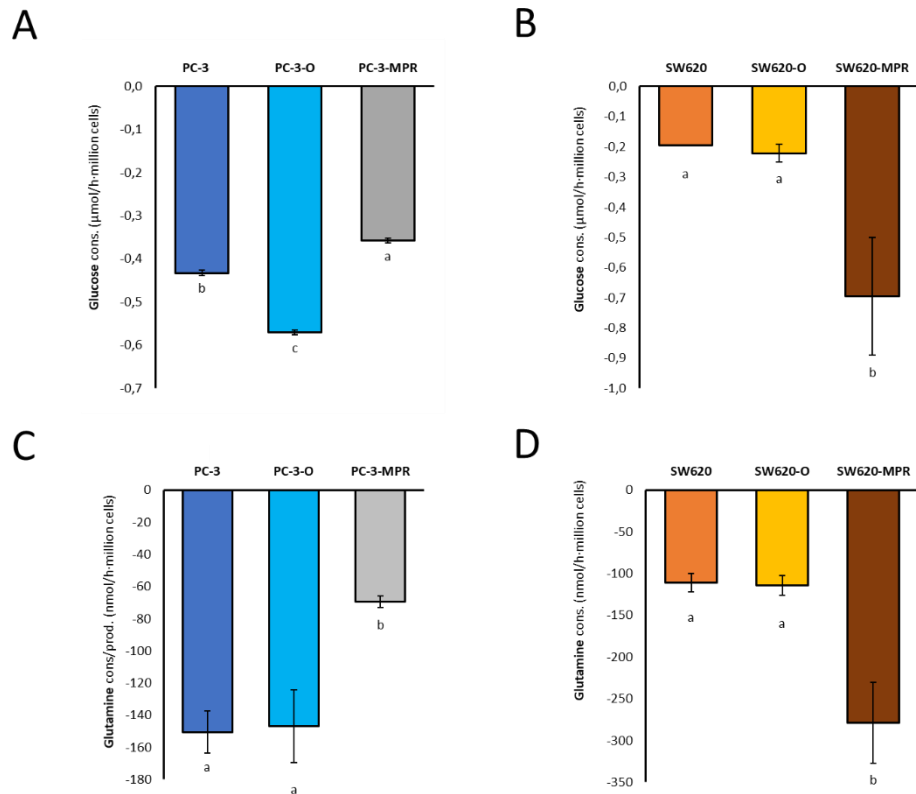 A
PC-3 PC-3-O PC-3-MPR
0,0
-0,1
-0,2
-0,3
-0,4
-0,5
-0,6
-0,7
Glucose cons. (µmol/h·million cells)
b
c
a
B
SW620 SW620-O SW620-MPR
0,0
-0,1
-0,2
-0,3
-0,4
-0,5
-0,6
-0,7
-0,8
-0,9
-1,0
Glucose cons. (µmol/h·million cells)
a
a
b
C
PC-3 PC-3-O PC-3-MPR
0
-20
-40
-60
-80
-100
-120
-140
-160
-180
Glutamine cons/prod. (nmol/h·million cells)
a
a
b
D
SW620 SW620-O SW620-MPR
0
-50
-100
-150
-200
-250
-300
-350
Glutamine cons. (nmol/h·million cells)
a
a
b